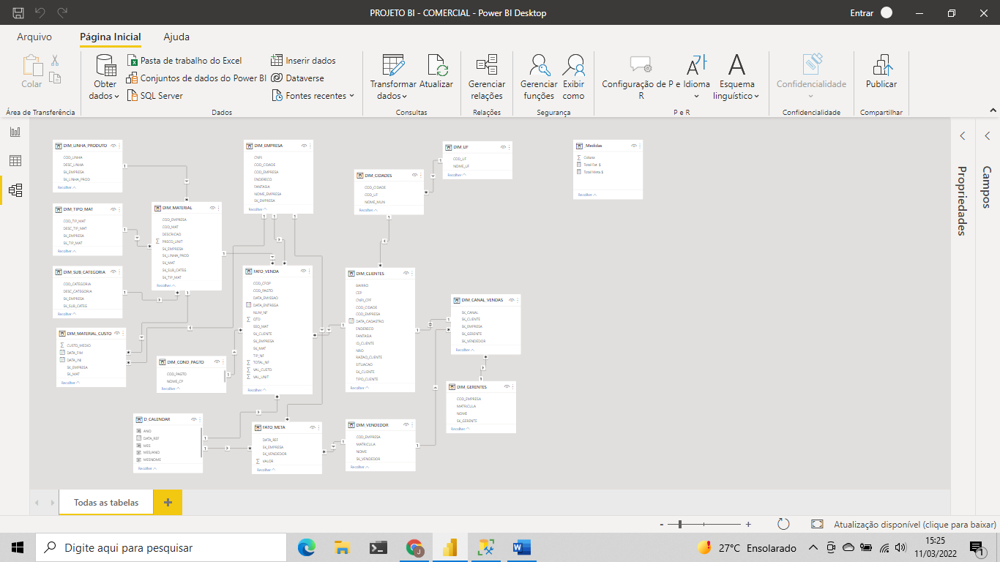 PROJETO BI - COMERCIAL - Power BI Desktop
Entrar
Arquivo
Página Inicial
Ajuda
Colar
Área de Transferência
Obter dados
Pasta de trabalho do Excel
Conjuntos de dados do Power BI
SQL Server
Inserir dados
Dataverse
Fontes recentes
Dados
Transformar dados
Atualizar
Consultas
Gerenciar relações
Relações
Gerenciar funções
Exibir como
Segurança
Configuração de P e R
Idioma
Esquema linguístico
P e R
Confidencialidade
Confidencialidade
Publicar
Compartilhar
DIM_LINHA_PRODUTO
COD_LINHA
DESC_LINHA
SK_EMPRESA
SK_LINHA_PROD
Recolher
DIM_TIPO_MAT
COD_TIP_MAT
DESC_TIP_MAT
SK_EMPRESA
SK_TIP_MAT
Recolher
DIM_SUB_CATEGORIA
COD_CATEGORIA
DESC_CATEGORIA
SK_EMPRESA
SK_SUB_CATEG
Recolher
DIM_MATERIAL_CUSTO
CUSTO_MEDIO
DATA_FIM
DATA_INI
SK_EMPRESA
SK_MAT
Recolher
DIM_MATERIAL
COD_EMPRESA
COD_MAT
DESCRICAO
PRECO_UNIT
SK_EMPRESA
SK_LINHA_PROD
SK_MAT
SK_SUB_CATEG
SK_TIP_MAT
Recolher
DIM_COND_PAGTO
COD_PAGTO
NOME_CP
Recolher
D_CALENDAR
ANO
DATA_REF
MES
MES/ANO
MESNOME
Recolher
DIM_EMPRESA
CNPJ
COD_CIDADE
COD_EMPRESA
ENDERECO
FANTASIA
NOME_EMPRESA
SK_EMPRESA
Recolher
FATO_VENDA
COD_CFOP
COD_PAGTO
DATA_EMISSAO
DATA_ENTREGA
NUM_NF
QTD
SEQ_MAT
SK_CLIENTE
SK_EMPRESA
SK_MAT
TIP_NF
TOTAL_NF
VAL_CUSTO
VAL_UNIT
Recolher
FATO_META
DATA_REF
SK_EMPRESA
SK_VENDEDOR
VALOR
Recolher
DIM_CIDADES
COD_CIDADE
COD_UF
NOME_MUN
Recolher
DIM_UF
COD_UF
NOME_UF
Recolher
DIM_CLIENTES
BAIRRO
CEP
CNPJ_CPF
COD_CIDADE
COD_EMPRESA
DATA_CADASTRO
ENDERECO
FANTASIA
ID_CLIENTE
NRO
RAZAO_CLIENTE
SITUACAO
SK_CLIENTE
TIPO_CLIENTE
Recolher
DIM_VENDEDOR
COD_EMPRESA
MATRICULA
NOME
SK_VENDEDOR
Recolher
DIM_CANAL_VENDAS
SK_CANAL
SK_CLIENTE
SK_EMPRESA
SK_GERENTE
SK_VENDEDOR
Recolher
DIM_GERENTES
COD_EMPRESA
MATRICULA
NOME
SK_GERENTE
Recolher
_Medidas
Coluna
Total Fat. $
Total Meta $
Recolher
Propriedades
Campos
Todas as tabelas
Atualização disponível (clique para baixar)
Digite aqui para pesquisar
27°C Ensolarado
15:25
11/03/2022
1